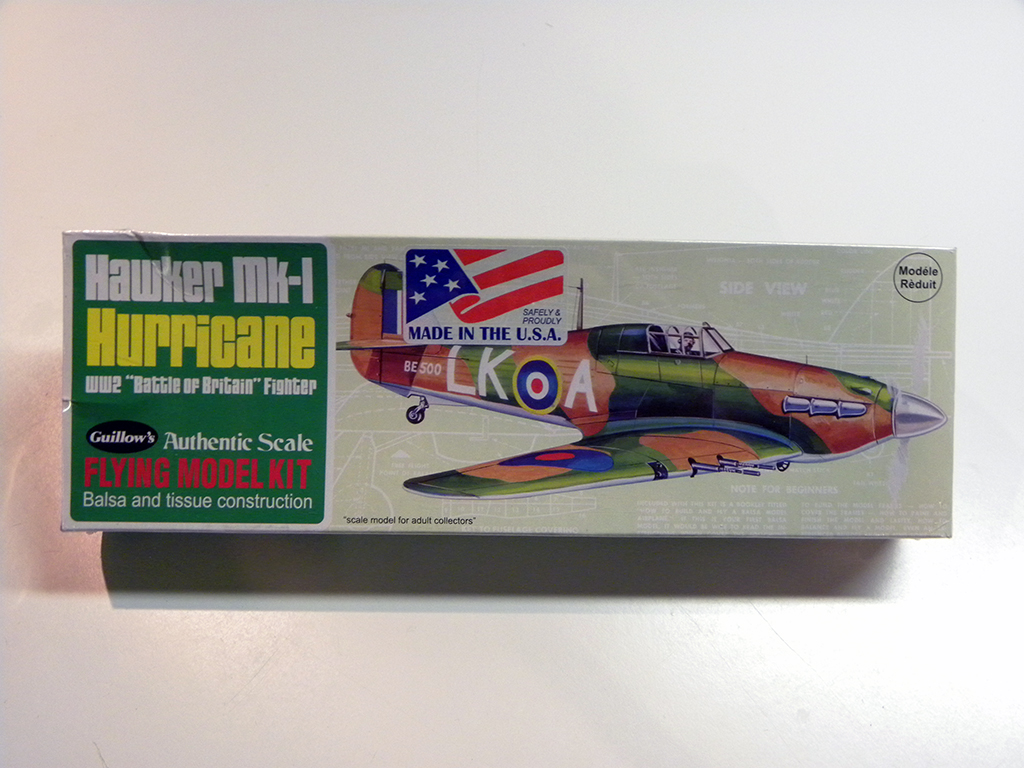 Hawker Mk-I
Hurricane
WW2 "Battle of Britain" Fighter
Guillow's Authentic Scale
FLYING MODEL KIT
Balsa and tissue construction
SAFELY &
PROUDLY
MADE IN THE U.S.A.
Modèle
Rèduit
SIDE VIEW
BE500
LK A
NOTE FOR BEGINNERS
"scale model for adult collectors"